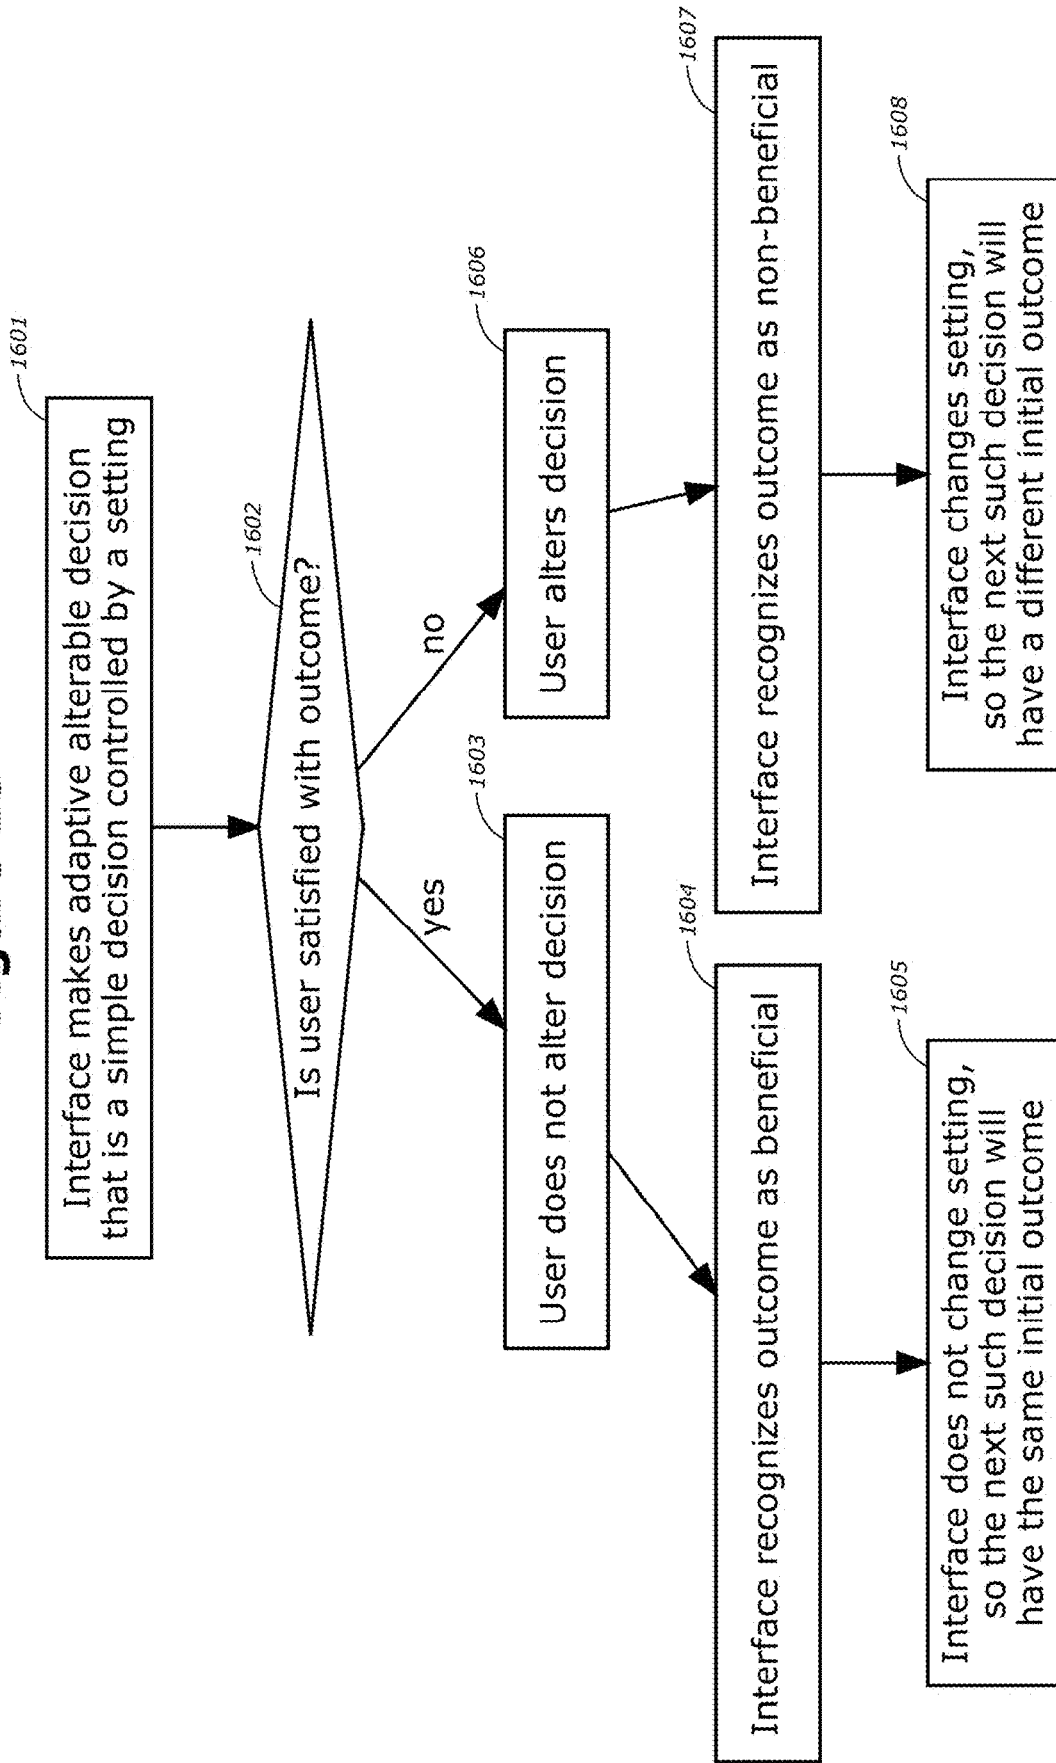 1601
Interface makes adaptive alterable decision
that is a simple decision controlled by a setting
1602
Is user satisfied with outcome?
yes
no
1603
User does not alter decision
1606
User alters decision
1604
Interface recognizes outcome as beneficial
1607
Interface recognizes outcome as non-beneficial
1605
Interface does not change setting,
so the next such decision will
have the same initial outcome
1608
Interface changes setting,
so the next such decision will
have a different initial outcome